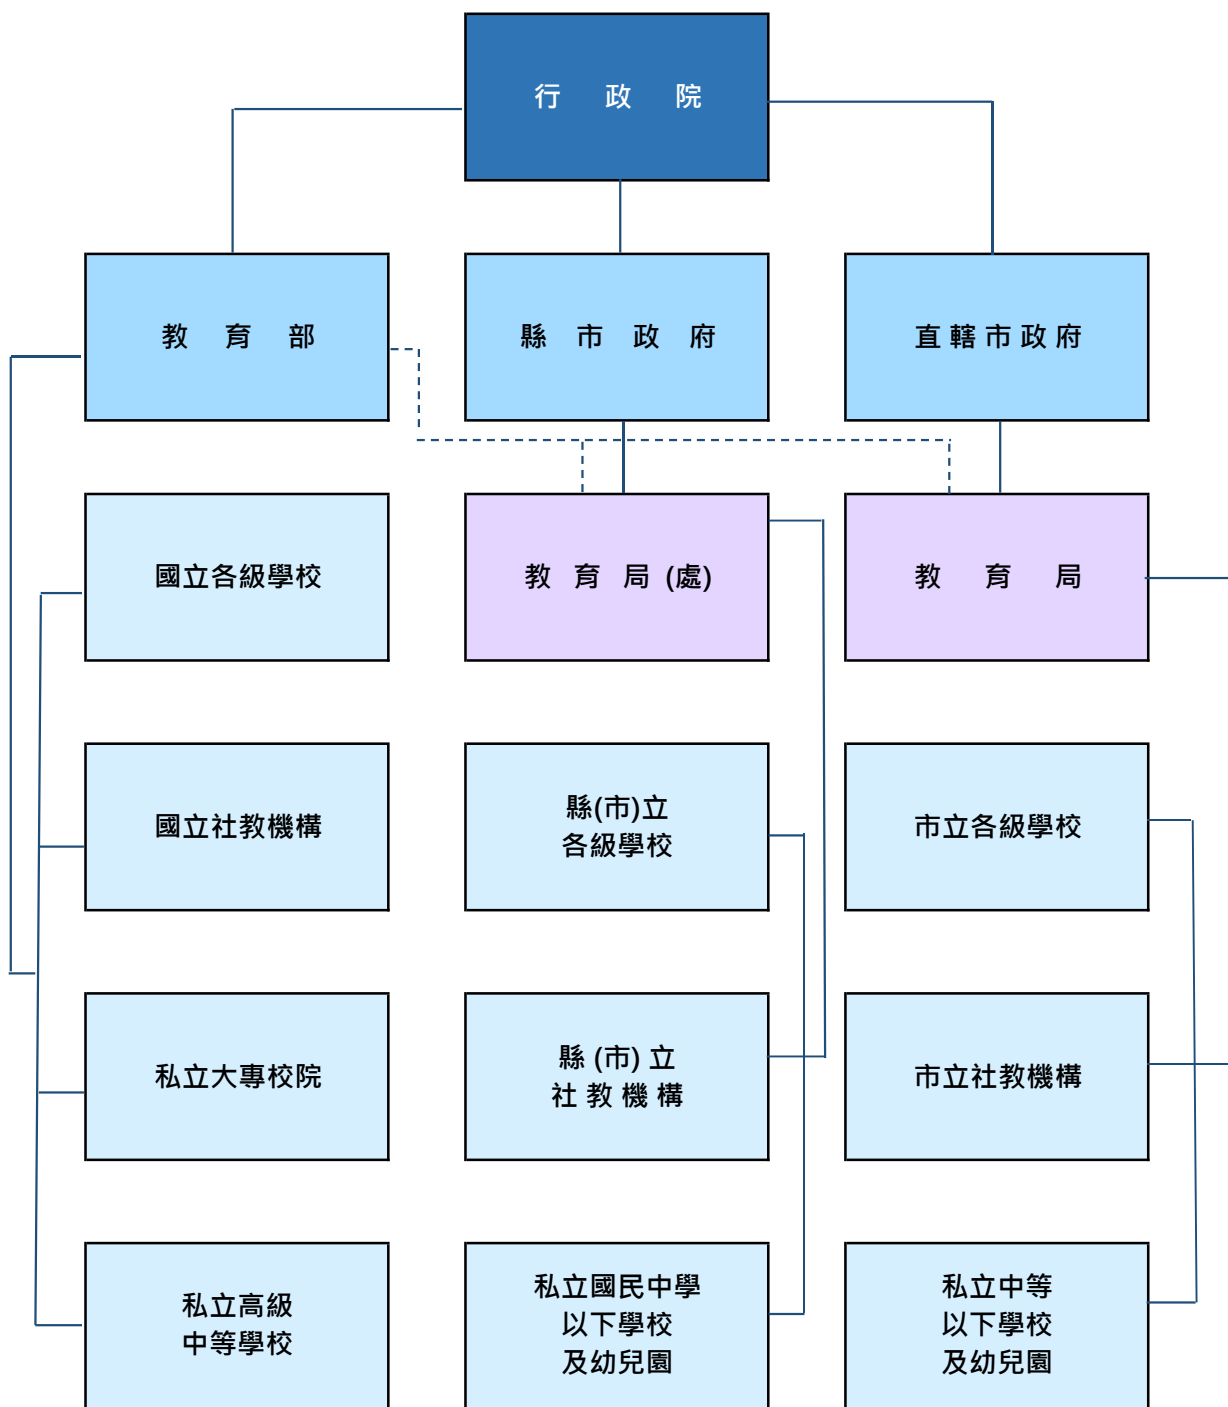 行政院
教育部
縣市政府
直轄市政府
國立各級學校
教育局(處)
教育局
國立社教機構
縣(市)立
各級學校
市立各級學校
私立大專校院
縣(市)立
社教機構
市立社教機構
私立高級
中等學校
私立國民中學
以下學校
及幼兒園
私立中等
以下學校
及幼兒園